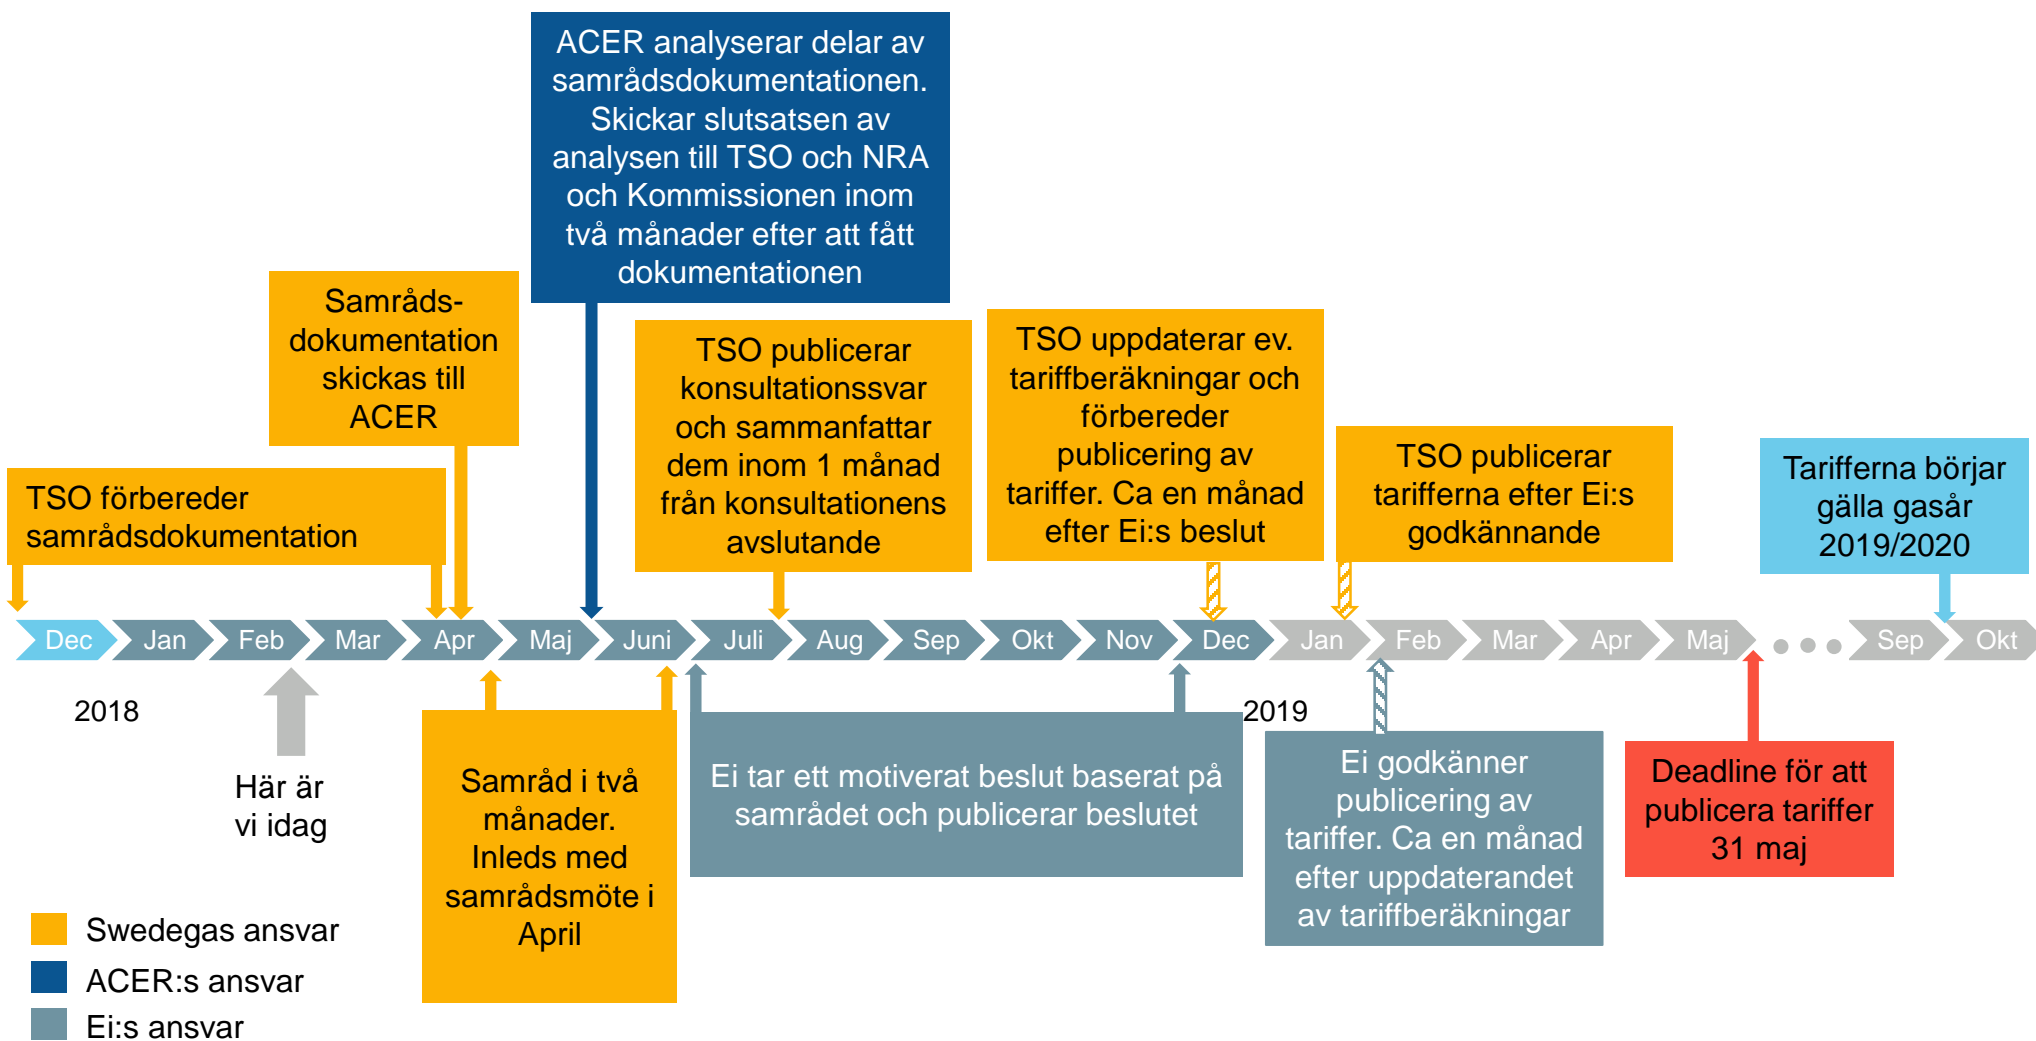 ACER analyserar delar av
samrådsdokumentationen.
Skickar slutsatsen av
analysen till TSO och NRA
och Kommissionen inom
två månader efter att fått
dokumentationen
Samråds-
dokumentation
skickas till
ACER
TSO publicerar
konsultationssvar
och sammanfattar
dem inom 1 månad
från konsultationens
avslutande
TSO uppdaterar ev.
tariffberäkningar och
förbereder
publicering av
tariffer. Ca en månad
efter Ei:s beslut
TSO publicerar
tarifferna efter Ei:s
godkännande
Tarifferna börjar
gälla gasår
2019/2020
TSO förbereder
samrådsdokumentation
Dec Jan Feb Mar Apr Maj Juni Juli Aug Sep Okt Nov Dec Jan Feb Mar Apr Maj Sep Okt
2018
2019
Här är
vi idag
Samråd i två
månader.
Inleds med
samrådsmöte i
April
Ei tar ett motiverat beslut baserat på
samrådet och publicerar beslutet
Ei godkänner
publicering av
tariffer. Ca en månad
efter uppdaterandet
av tariffberäkningar
Deadline för att
publicera tariffer
31 maj
Swedegas ansvar
ACER:s ansvar
Ei:s ansvar